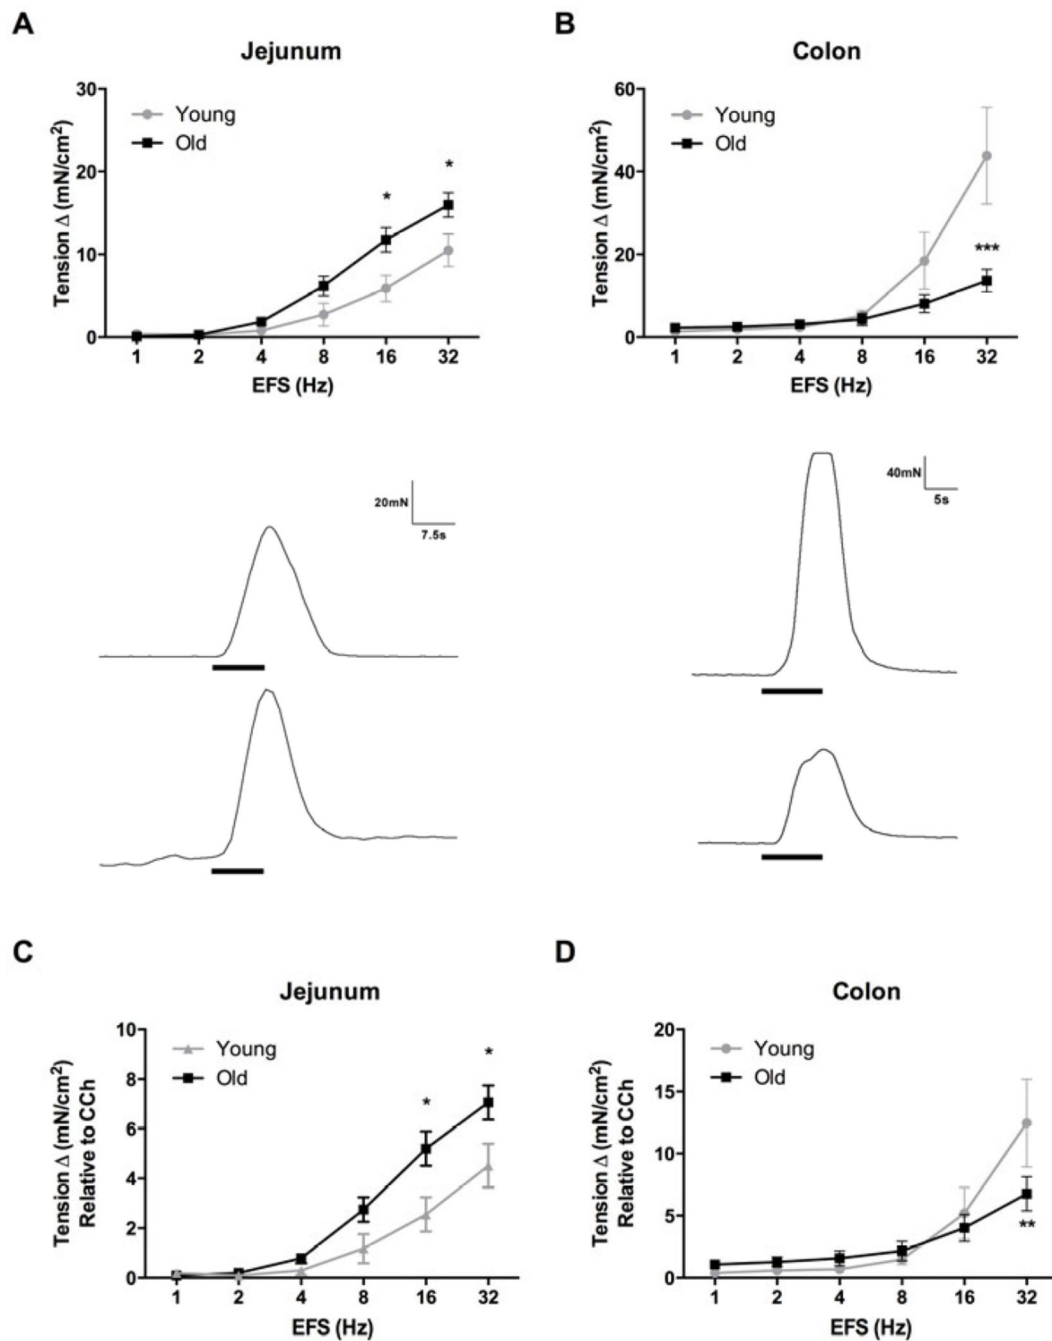 A
Jejunum
Tension Δ (mN/cm²)
30
20
10
0
Young
Old
*
*
1 2 4 8 16 32
EFS (Hz)
B
Colon
Tension Δ (mN/cm²)
60
40
20
0
Young
Old
***
1 2 4 8 16 32
EFS (Hz)
20mN
7.5s
40mN
5s
C
Jejunum
Tension Δ (mN/cm²)
Relative to CCh
10
8
6
4
2
0
Young
Old
*
*
1 2 4 8 16 32
EFS (Hz)
D
Colon
Tension Δ (mN/cm²)
Relative to CCh
20
15
10
5
0
Young
Old
**
1 2 4 8 16 32
EFS (Hz)